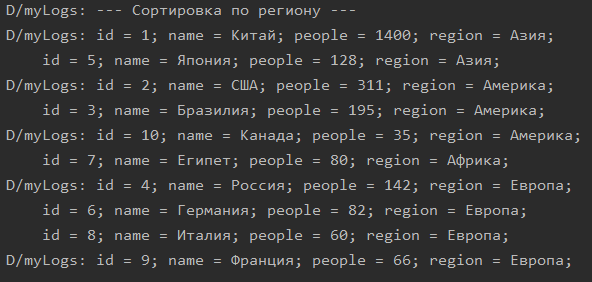 D/myLogs: --- Сортировка по региону ---
D/myLogs: id = 1; name = Китай; people = 1400; region = Азия;
id = 5; name = Япония; people = 128; region = Азия;
D/myLogs: id = 2; name = США; people = 311; region = Америка;
id = 3; name = Бразилия; people = 195; region = Америка;
D/myLogs: id = 10; name = Канада; people = 35; region = Америка;
id = 7; name = Египет; people = 80; region = Африка;
D/myLogs: id = 4; name = Россия; people = 142; region = Европа;
id = 6; name = Германия; people = 82; region = Европа;
id = 8; name = Италия; people = 60; region = Европа;
D/myLogs: id = 9; name = Франция; people = 66; region = Европа;